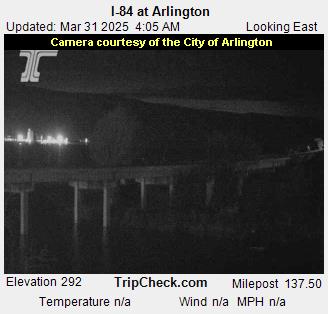 I-84 at Arlington
Updated: Mar 31 2025 4:05 AM Looking East
Camera courtesy of the City of Arlington
Elevation 292 TripCheck.com Milepost 137.50
Temperature n/a Wind n/a MPH n/a